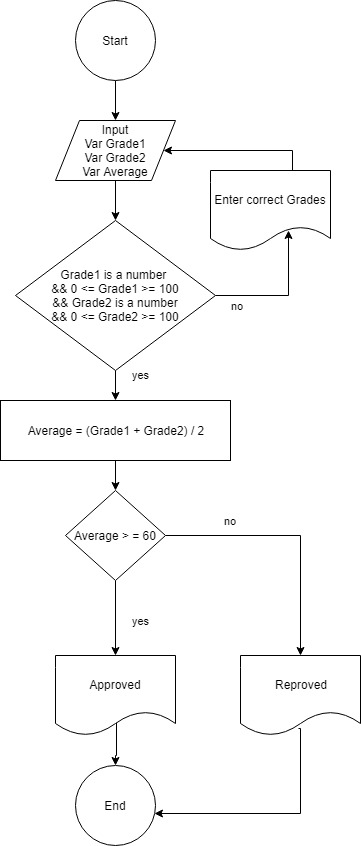 Start
Input
Var Grade1
Var Grade2
Var Average
Enter correct Grades
Grade1 is a number
&& 0 <= Grade1 >= 100
&& Grade2 is a number
&& 0 <= Grade2 >= 100
no
yes
Average = (Grade1 + Grade2) / 2
Average > = 60
no
yes
Approved
Reproved
End